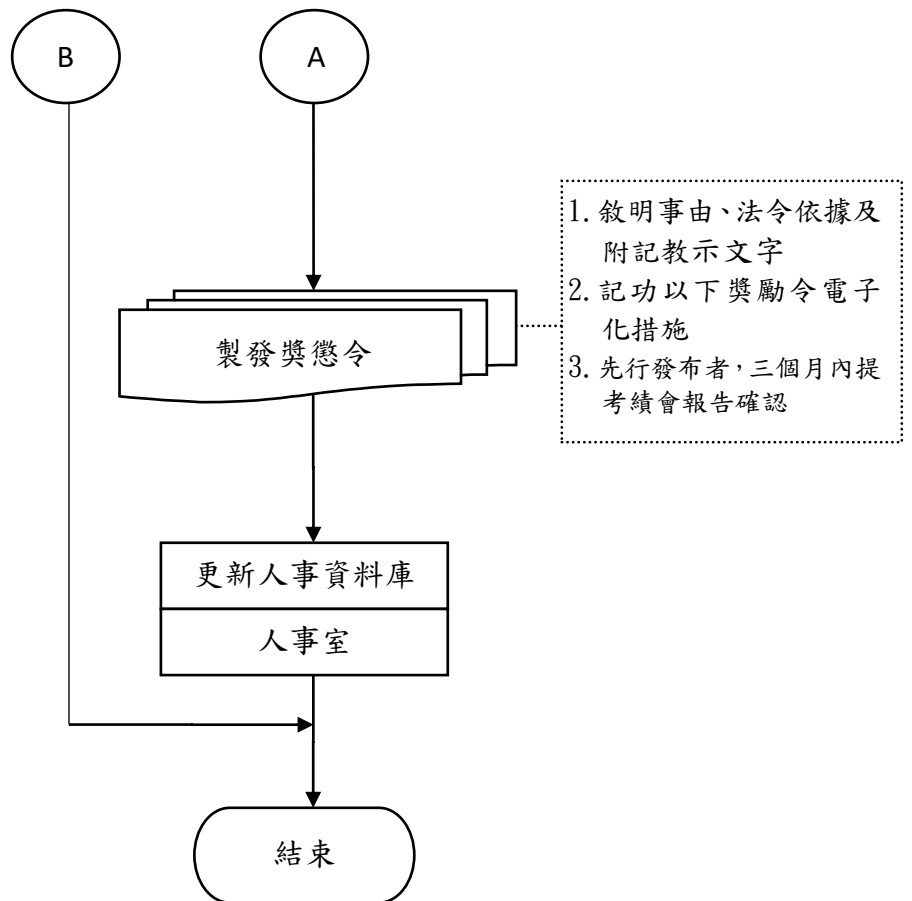 B
A
1. 敘明事由、法令依據及
附記教示文字
2. 記功以下獎勵令電子
化措施
3. 先行發布者，三個月內提
考績會報告確認
製發獎懲令
更新人事資料庫
人事室
結束